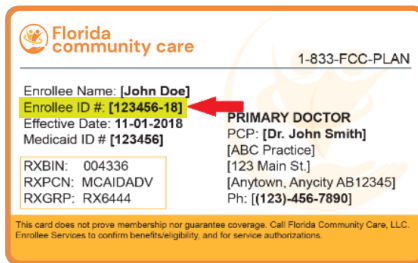 Florida
community care
1-833-FCC-PLAN
Enrollee Name: [John Doe]
Enrollee ID #: [123456-18]
Effective Date: 11-01-2018
Medicaid ID # [123456]
RXBIN: 004336
RXPCN: MCAIDADV
RXGRP: RX6444
PRIMARY DOCTOR
PCP: [Dr. John Smith]
[ABC Practice]
[123 Main St.]
[Anytown, Anycity AB12345]
Ph: [(123)-456-7890]
This card does not prove membership nor guarantee coverage. Call Florida Community Care, LLC.
Enrollee Services to confirm benefits/eligibility, and for service authorizations.